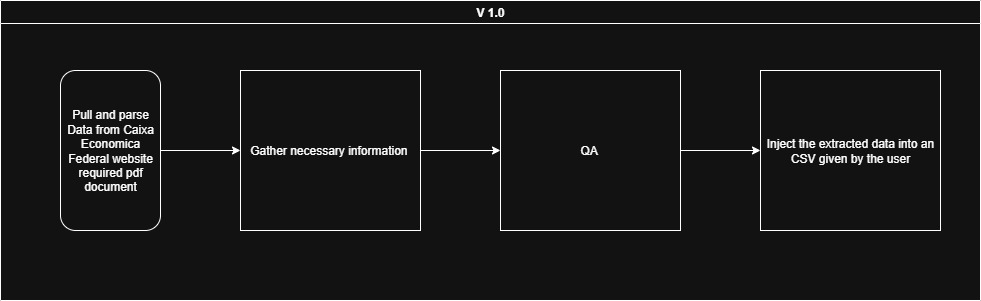 V 1.0
Pull and parse
Data from Caixa
Economica
Federal website
required pdf
document
Gather necessary information
QA
Inject the extracted data into an
CSV given by the user